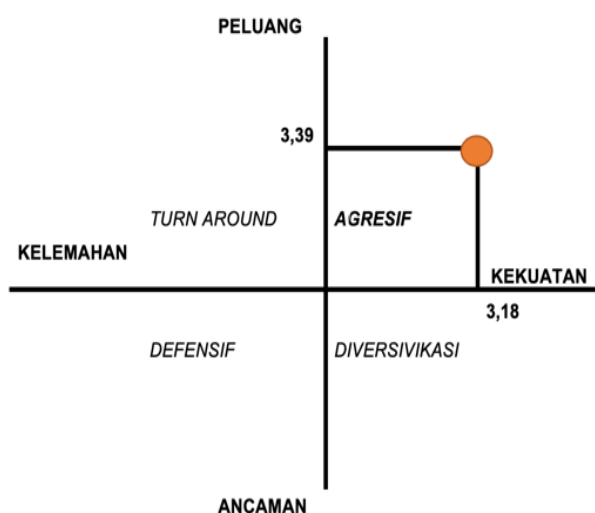 PELUANG
3,39
TURN AROUND
AGRESIF
KELEMAHAN
KEKUATAN
3,18
DEFENSIF
DIVERSIVIKASI
ANCAMAN